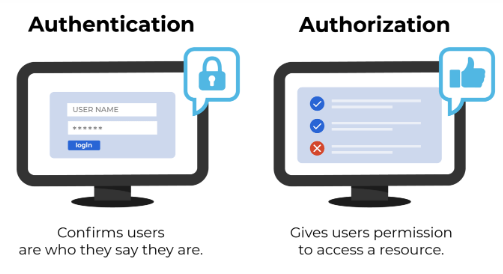 Authentication
Authorization
USER NAME
******
login
Confirms users
are who they say they are.
Gives users permission
to access a resource.